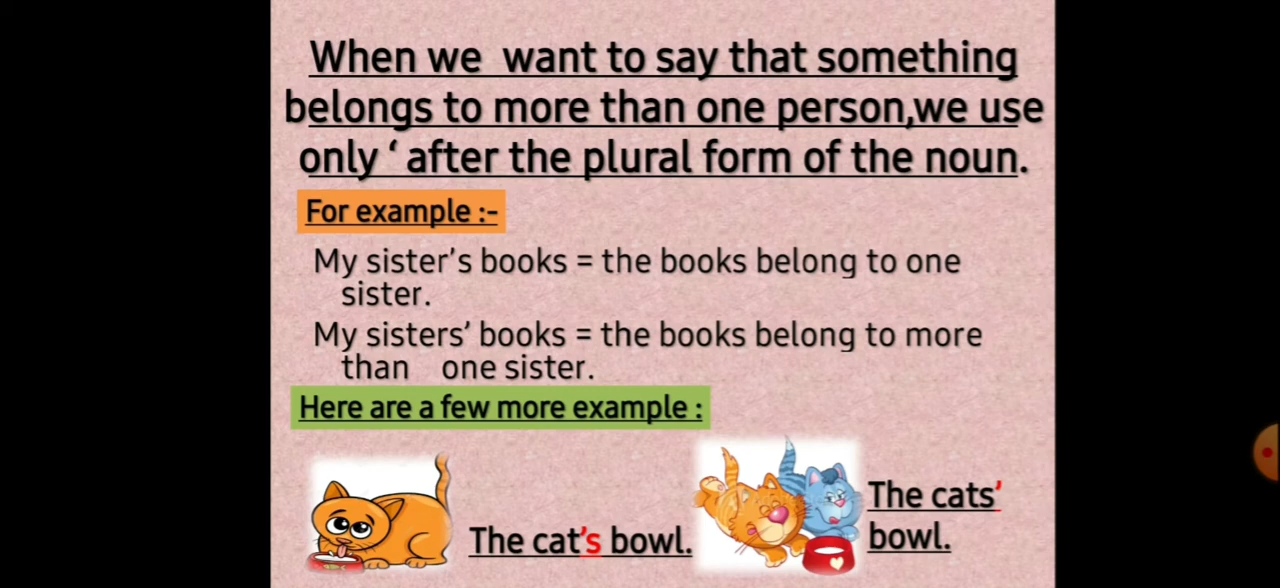 When we want to say that something
belongs to more than one person,we use
only ‘ after the plural form of the noun.
For example :-
My sister’s books = the books belong to one
sister.
My sisters’ books = the books belong to more
than one sister.
Here are a few more example :
The cat’s bowl.
The cats’
bowl.